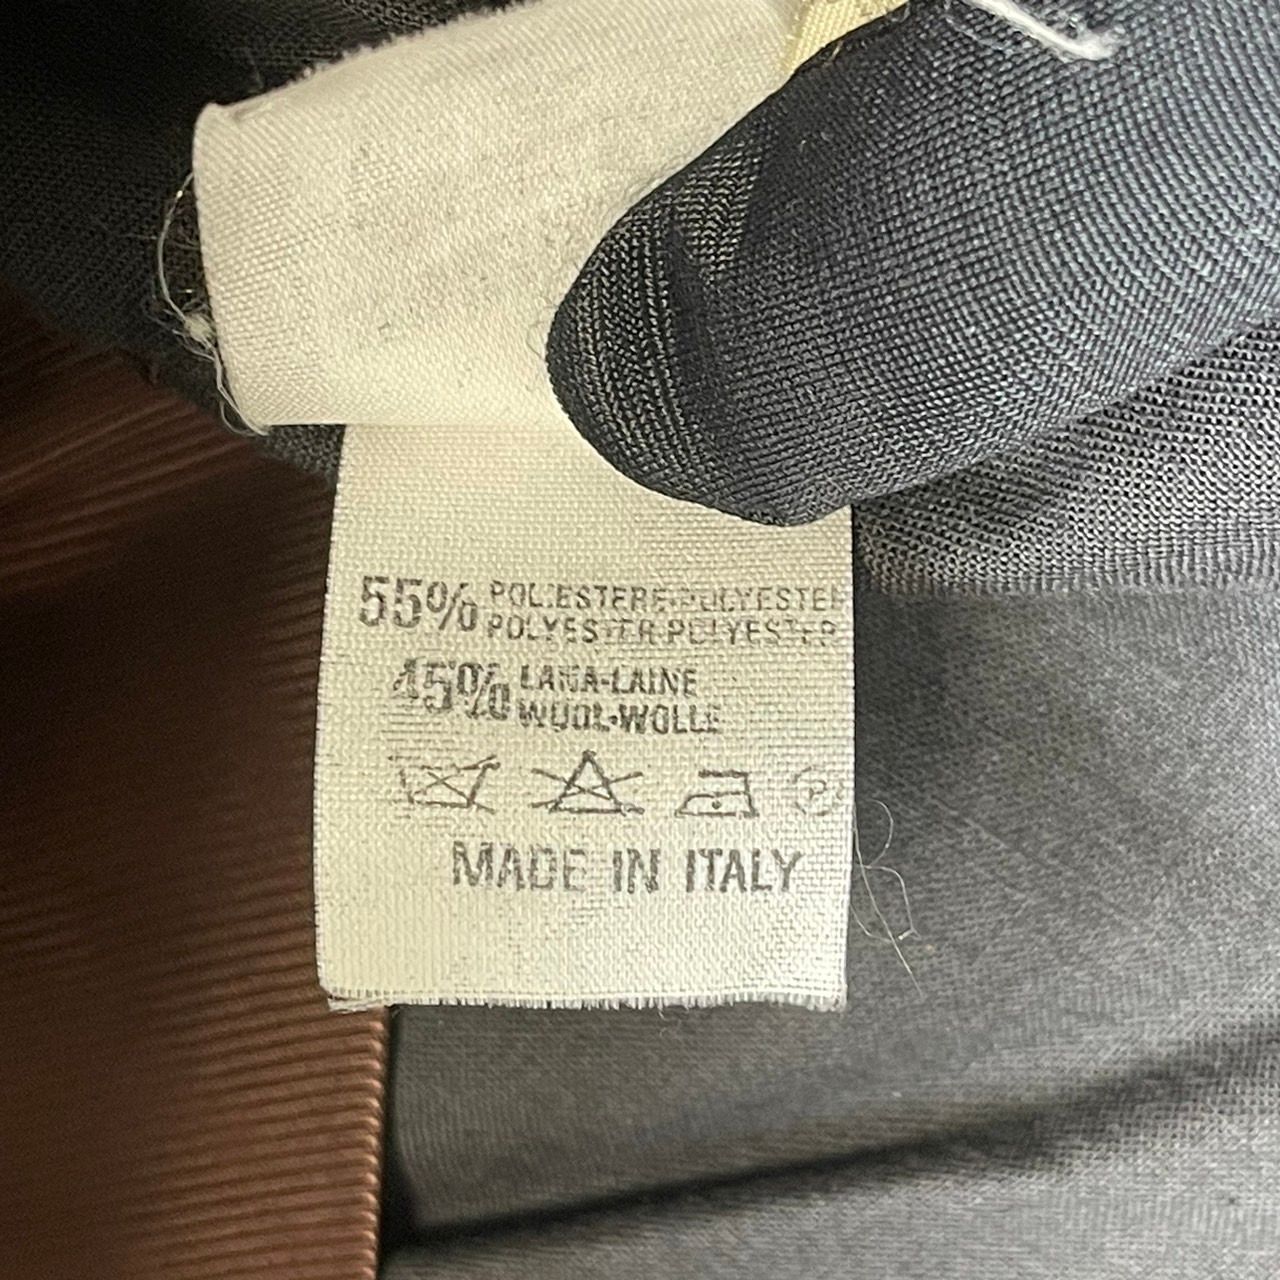 55% POLIESTERE-POLYESTER
POLYESTER-POLYESTER
45% LANA-LAINE
WOOL-WOLLE
P
MADE IN ITALY